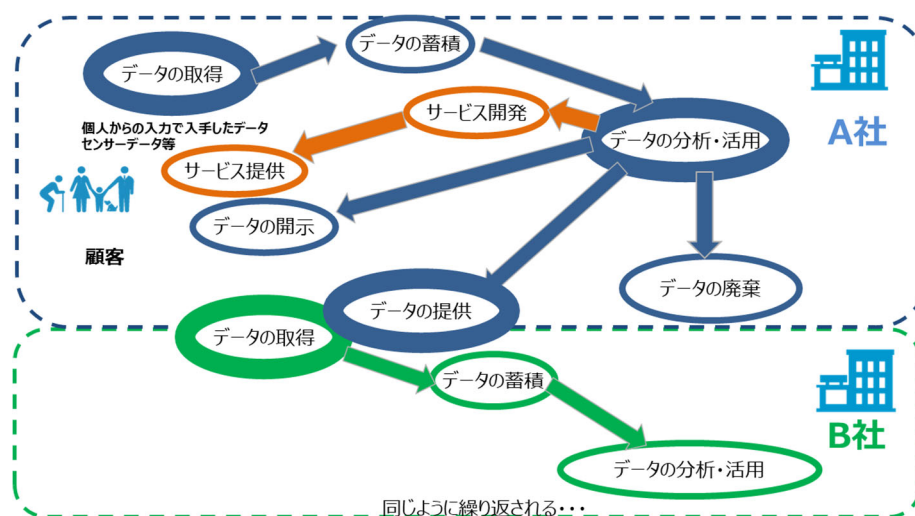 データの蓄積
データの取得
A社
サービス開発
データの分析・活用
個人からの入力で入手したデータ
センサーデータ等
サービス提供
データの開示
顧客
データの廃棄
データの提供
データの取得
データの蓄積
B社
データの分析・活用
同じように繰り返される・・・